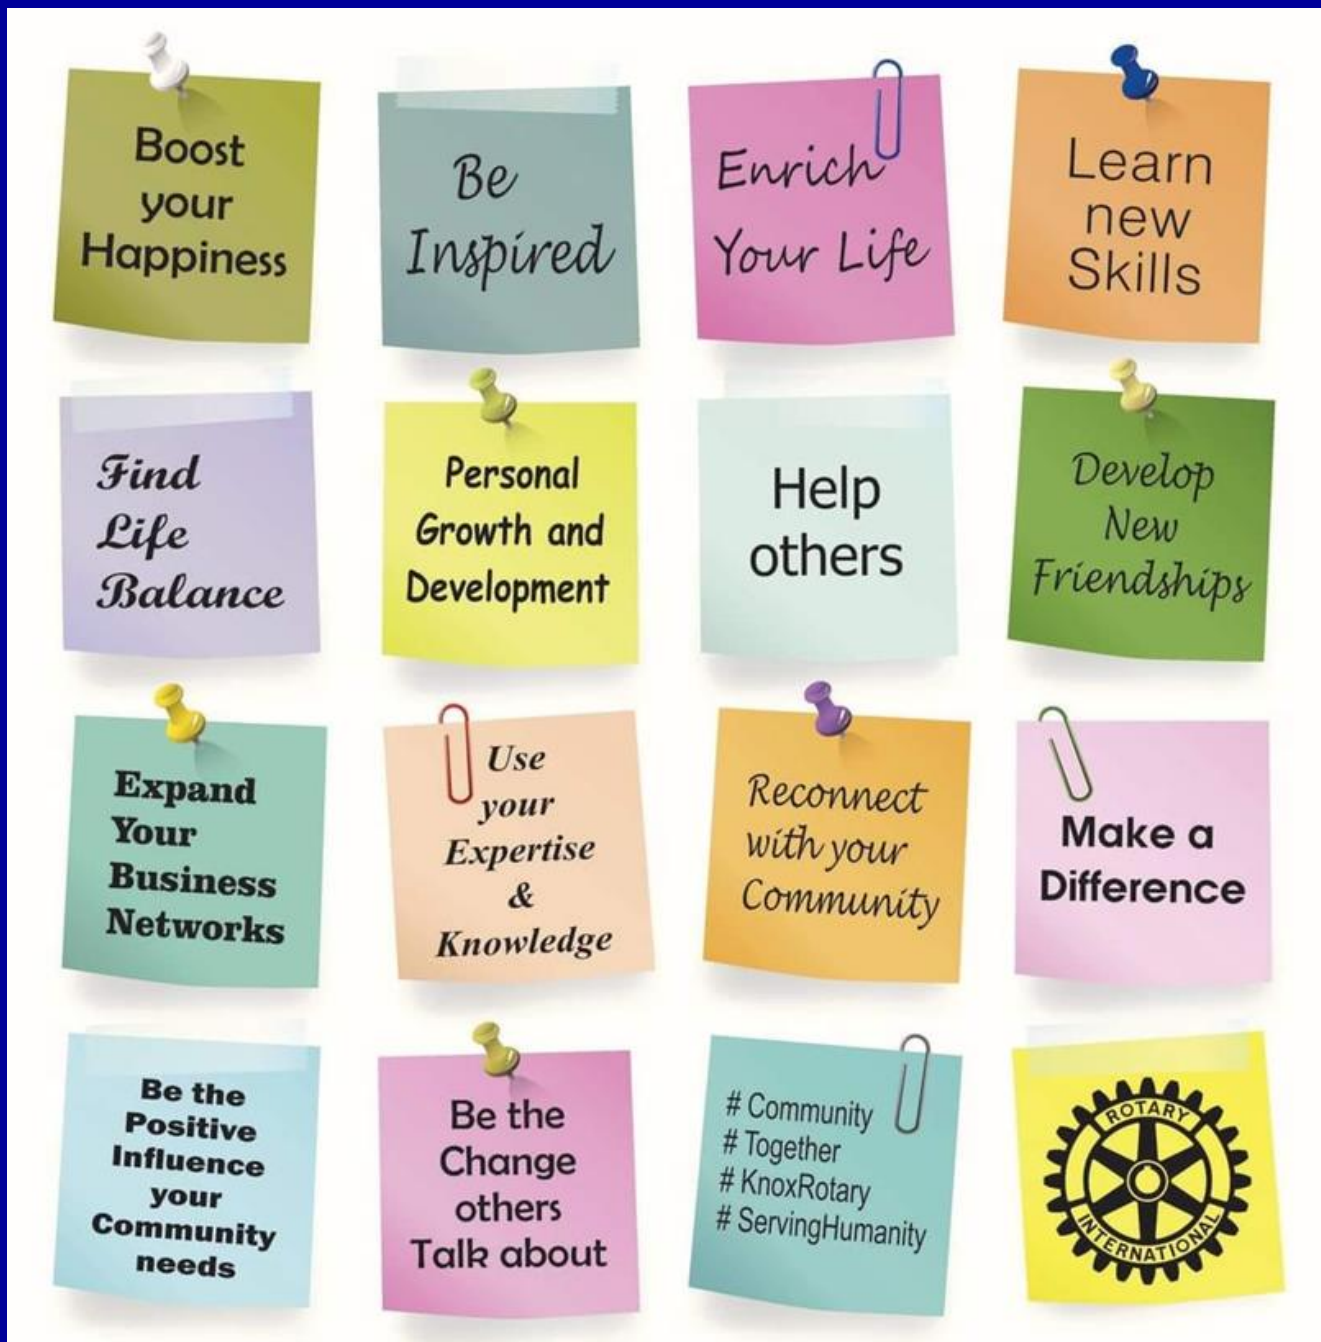 Boost
your
Happiness
Be
Inspired
Enrich
Your Life
Learn
new
Skills
Find
Life
Balance
Personal
Growth and
Development
Help
others
Develop
New
Friendships
Expand
Your
Business
Networks
Use
your
Expertise
&
Knowledge
Reconnect
with your
Community
Make a
Difference
Be the
Positive
Influence
your
Community
needs
Be the
Change
others
Talk about
# Community
# Together
# KnoxRotary
# ServingHumanity
ROTARY
INTERNATIONAL